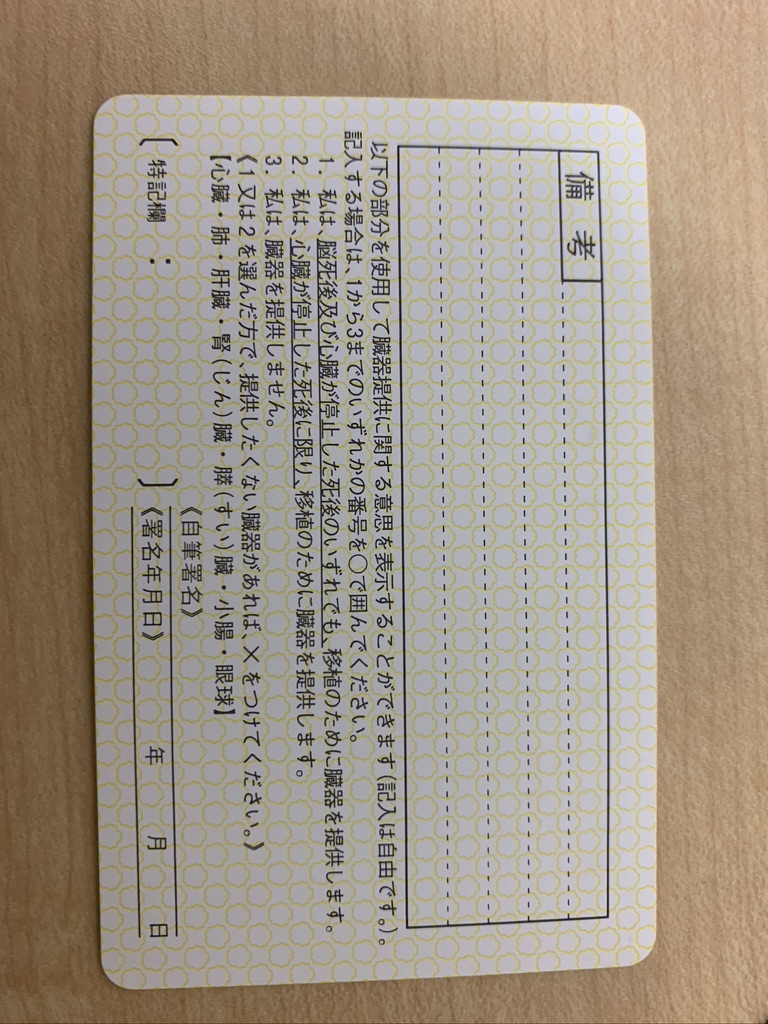 備考
以下の部分を使用して臓器提供に関する意思を表示することができます(記入は自由です。)。
記入する場合は、1から3までのいずれかの番号を〇で囲んでください。
1. 私は、脳死後及び心臓が停止した死後のいずれでも、移植のために臓器を提供します。
2. 私は、心臓が停止した死後に限り、移植のために臓器を提供します。
3. 私は、臓器を提供しません。
《1又は2を選んだ方で、提供したくない臓器があれば、×をつけてください。》
【心臓・肺・肝臓・腎(じん)臓・膵(すい)臓・小腸・眼球】
〔特記欄: 〕
《自筆署名》
《署名年月日》 年 月 日